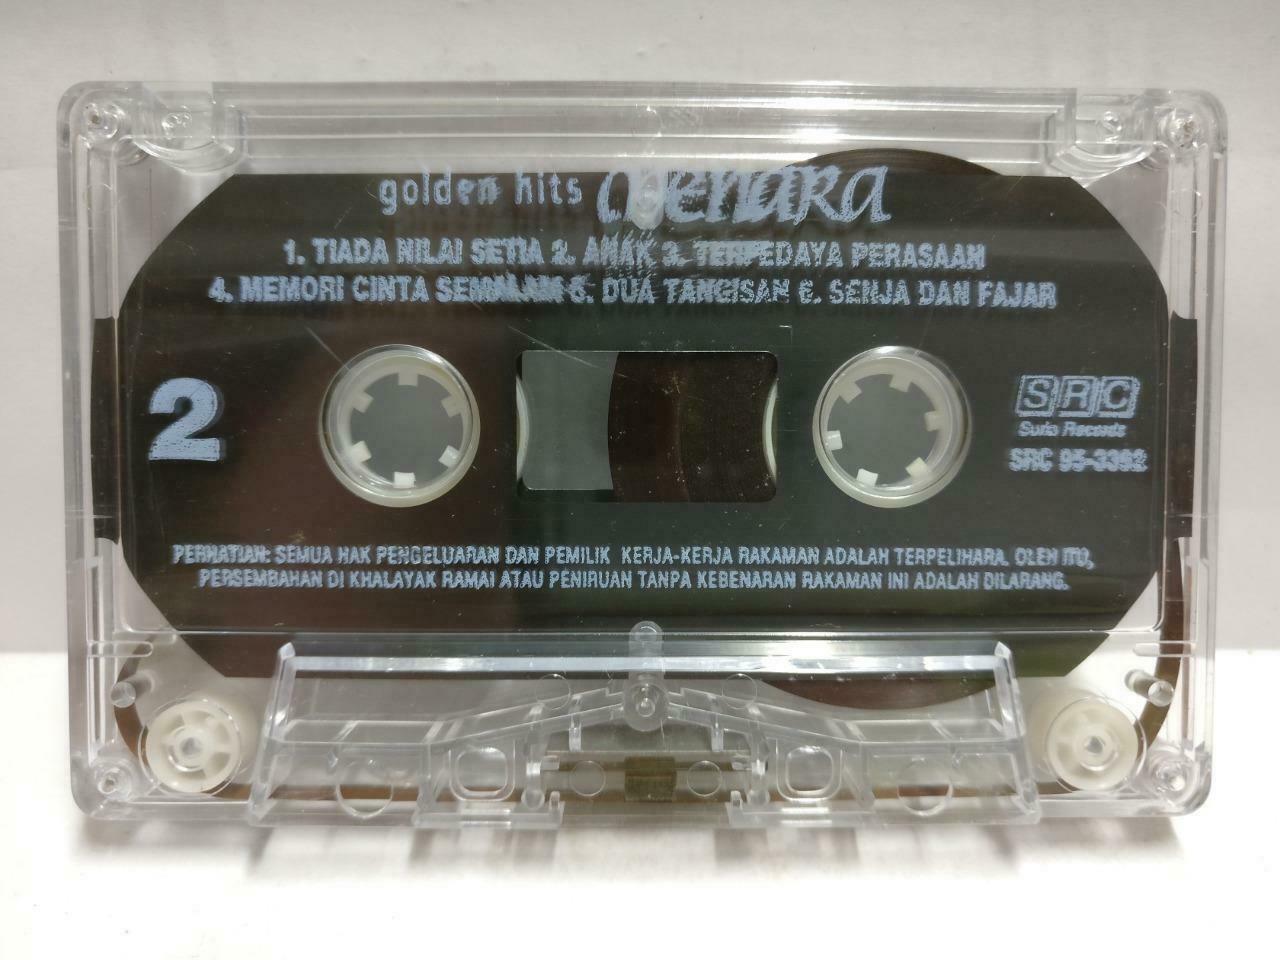 golden hits Menara
1. TIADA NILAI SETIA 2. ANAK 3. TERPEDAYA PERASAAN
4. MEMORI CINTA SEMALAM 5. DUA TANGISAN 6. SENJA DAN FAJAR
2
SRC
Suria Records
SRC 95-3392
PERHATIAN: SEMUA HAK PENGELUARAN DAN PEMILIK KERJA-KERJA RAKAMAN ADALAH TERPELIHARA. OLEH ITU,
PERSEMBAHAN DI KHALAYAK RAMAI ATAU PENIRUAN TANPA KEBENARAN RAKAMAN INI ADALAH DILARANG.